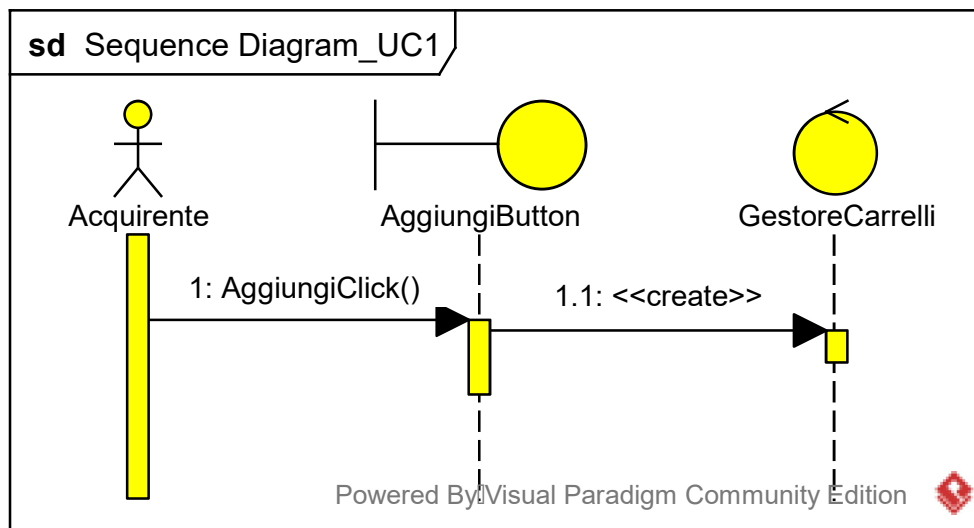 sd Sequence Diagram_UC1
Acquirente
AggiungiButton
GestoreCarrelli
1: AggiungiClick()
1.1: <<create>>
Powered By Visual Paradigm Community Edition